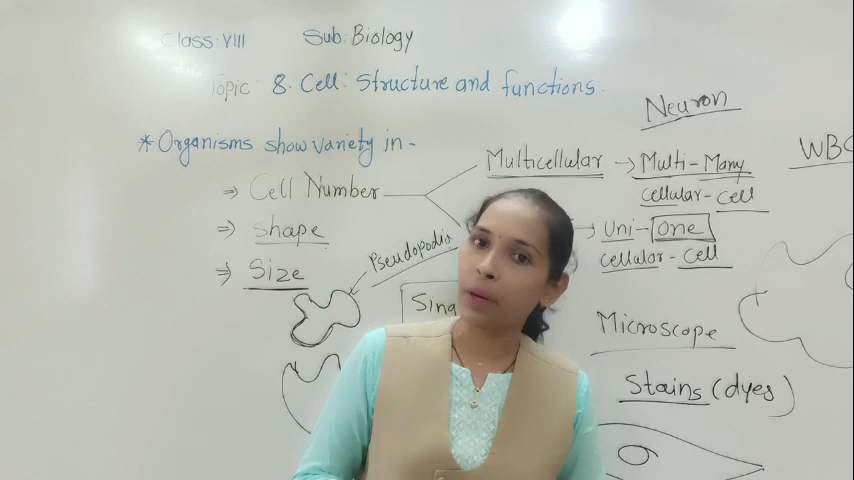 Class-VIII Sub: Biology
Topic: 8. Cell: Structure and functions.
* Organisms show variety in -
⇒ Cell Number
⇒ Shape
⇒ Size
Multicellular → Multi - Many
cellular - cell
→ Uni - One
cellular - cell
Pseudopodia
Sing
Neuron
WBC
Microscope
Stains (dyes)